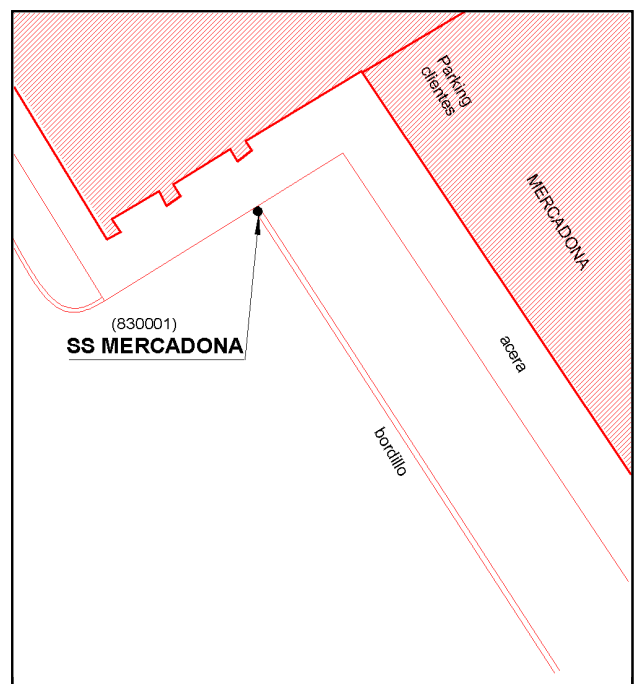 Parking
clientes
MERCADONA
(830001)
SS MERCADONA
acera
bordillo